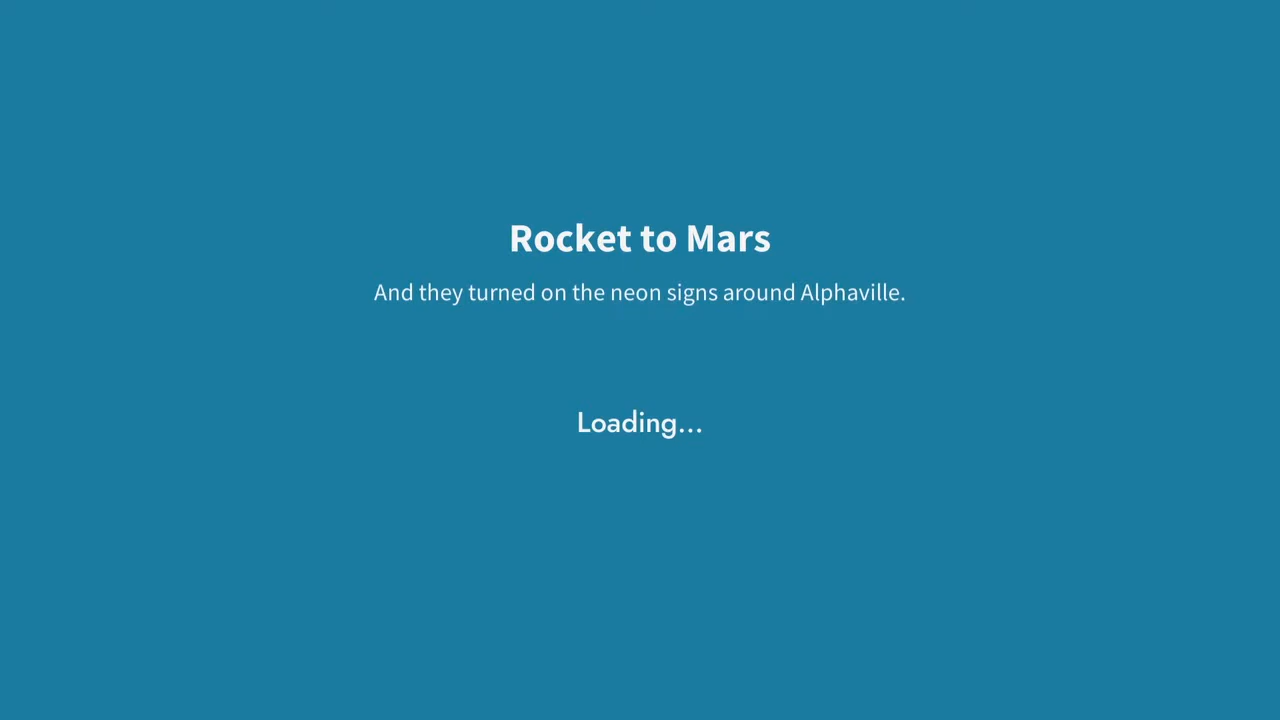 Rocket to Mars
And they turned on the neon signs around Alphaville.
Loading...